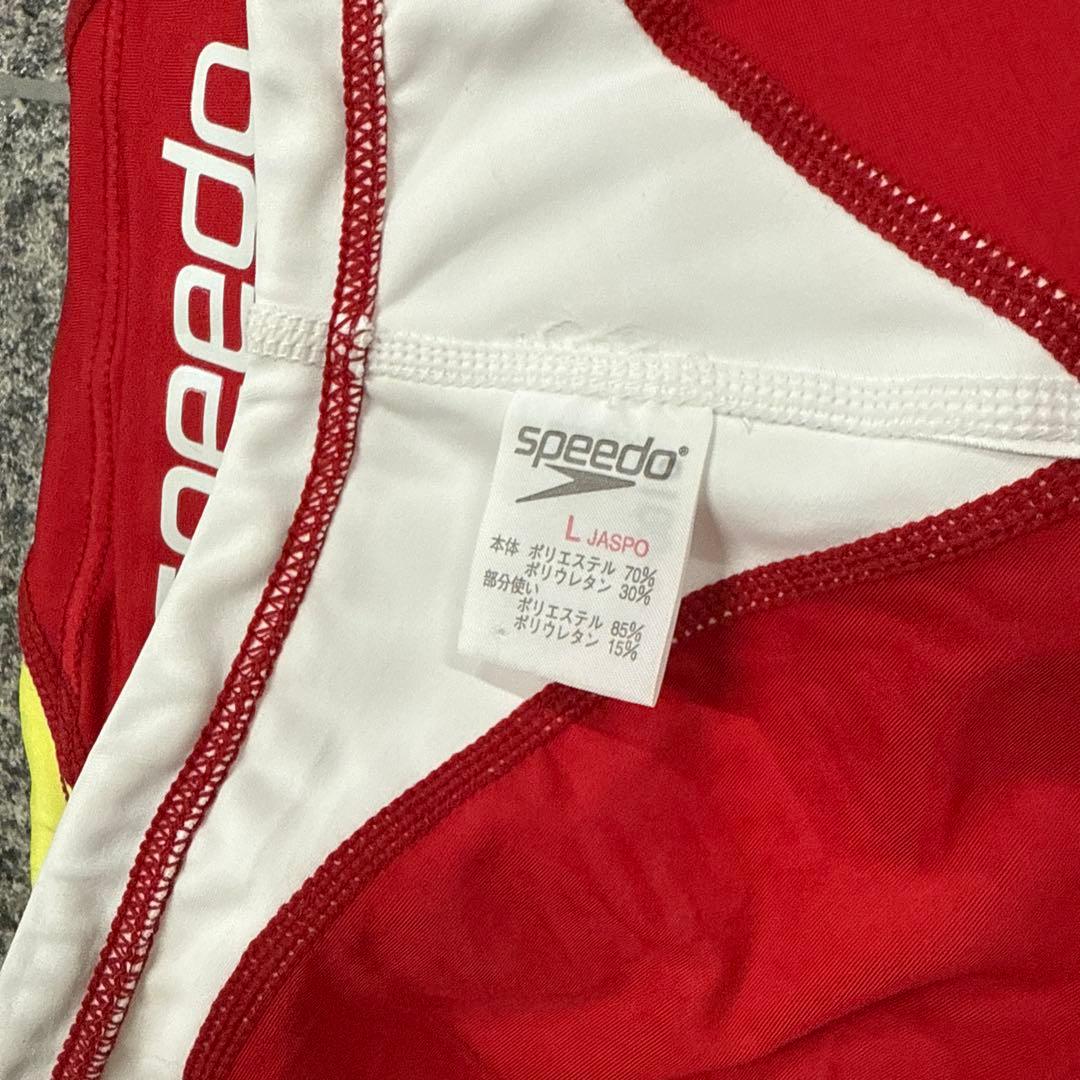 speedo
speedo®
L JASPO
本体 ポリエステル 70%
ポリウレタン 30%
部分使い
ポリエステル 85%
ポリウレタン 15%